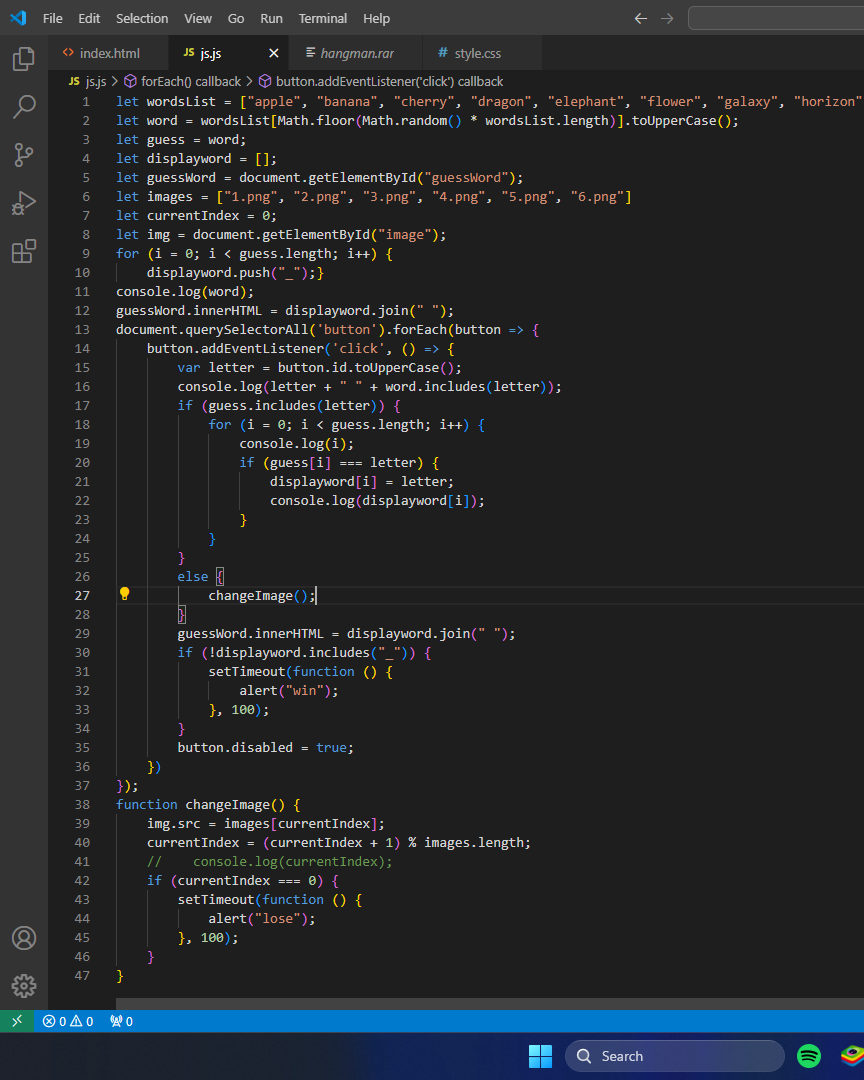 File Edit Selection View Go Run Terminal Help
index.html JS js.js hangman.rar # style.css
JS js.js > forEach() callback > button.addEventListener('click') callback
1 let wordsList = ["apple", "banana", "cherry", "dragon", "elephant", "flower", "galaxy", "horizon"
2 let word = wordsList[Math.floor(Math.random() * wordsList.length)].toUpperCase();
3 let guess = word;
4 let displayword = [];
5 let guessWord = document.getElementById("guessWord");
6 let images = ["1.png", "2.png", "3.png", "4.png", "5.png", "6.png"]
7 let currentIndex = 0;
8 let img = document.getElementById("image");
9 for (i = 0; i < guess.length; i++) {
10     displayword.push("_");}
11 console.log(word);
12 guessWord.innerHTML = displayword.join(" ");
13 document.querySelectorAll('button').forEach(button => {
14     button.addEventListener('click', () => {
15         var letter = button.id.toUpperCase();
16         console.log(letter + " " + word.includes(letter));
17         if (guess.includes(letter)) {
18             for (i = 0; i < guess.length; i++) {
19                 console.log(i);
20                 if (guess[i] === letter) {
21                     displayword[i] = letter;
22                     console.log(displayword[i]);
23                 }
24             }
25         }
26         else {
27             changeImage();
28         }
29         guessWord.innerHTML = displayword.join(" ");
30         if (!displayword.includes("_")) {
31             setTimeout(function () {
32                 alert("win");
33             }, 100);
34         }
35         button.disabled = true;
36     })
37 });
38 function changeImage() {
39     img.src = images[currentIndex];
40     currentIndex = (currentIndex + 1) % images.length;
41     //    console.log(currentIndex);
42     if (currentIndex === 0) {
43         setTimeout(function () {
44             alert("lose");
45         }, 100);
46     }
47 }
0 0 0
Search